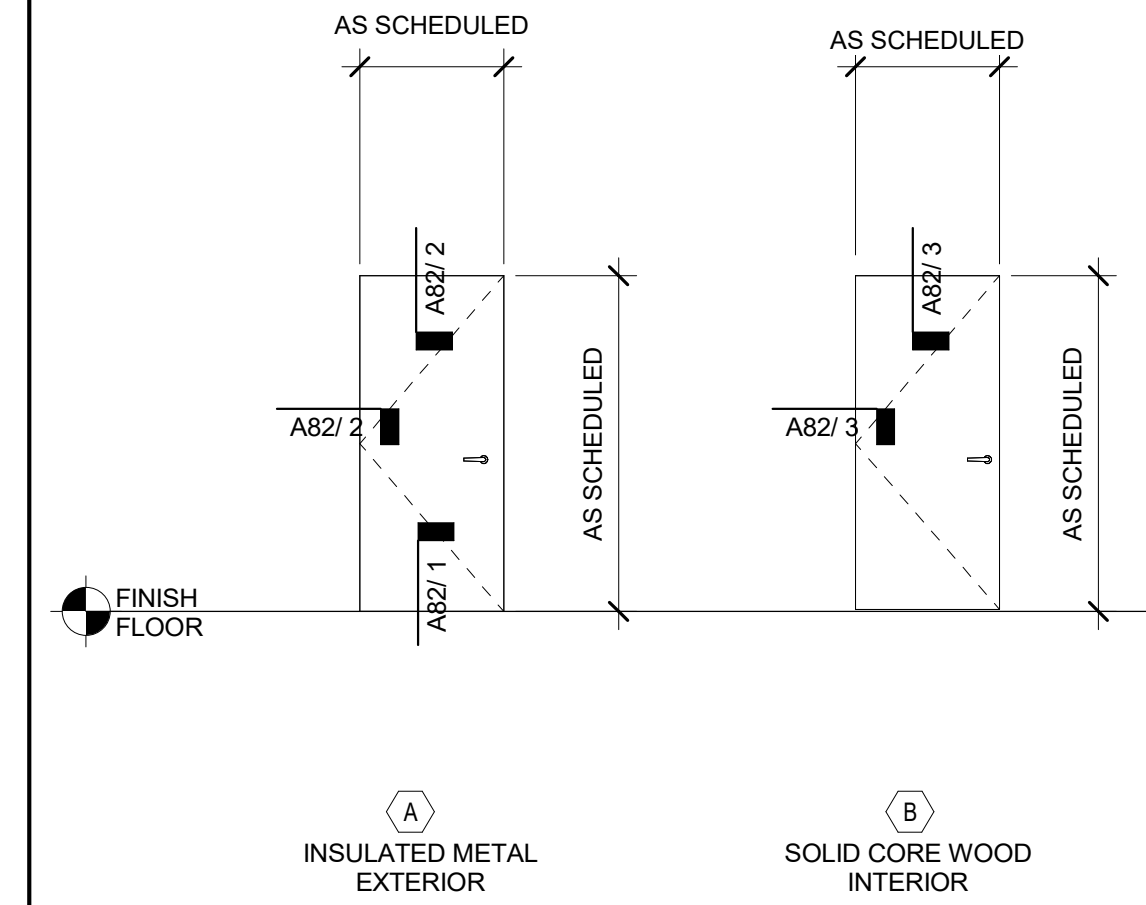 AS SCHEDULED
AS SCHEDULED
A82/ 2
A82/ 3
A82/ 2
A82/ 3
AS SCHEDULED
AS SCHEDULED
A82/ 1
FINISH
FLOOR
A
INSULATED METAL
EXTERIOR
B
SOLID CORE WOOD
INTERIOR